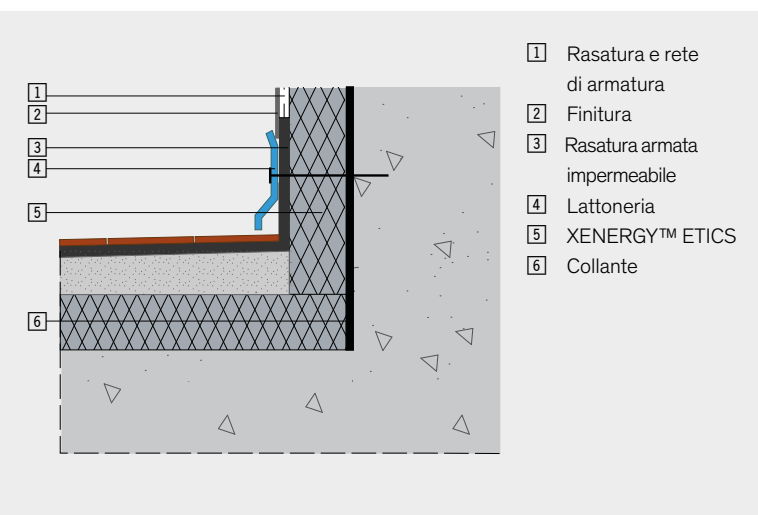 1
2
3
4
5
6
1 Rasatura e rete
di armatura
2 Finitura
3 Rasatura armata
impermeabile
4 Lattoneria
5 XENERGY™ ETICS
6 Collante